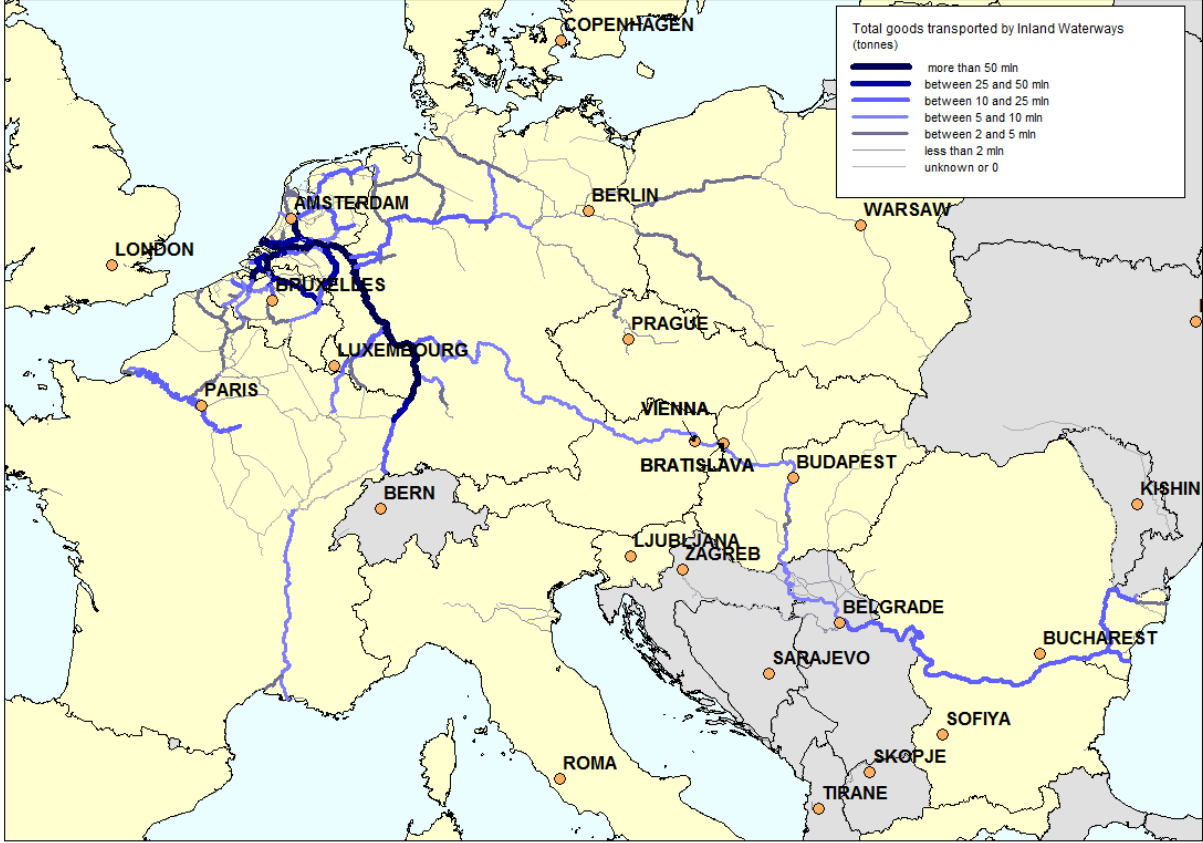 COPENHAGEN
Total goods transported by Inland Waterways
(tonnes)
more than 50 mln
between 25 and 50 mln
between 10 and 25 mln
between 5 and 10 mln
between 2 and 5 mln
less than 2 mln
unknown or 0
BERLIN
AMSTERDAM
WARSAW
LONDON
BRUXELLES
PRAGUE
LUXEMBOURG
PARIS
VIENNA
BRATISLAVA
BUDAPEST
BERN
KISHIN
LJUBLJANA
ZAGREB
BELGRADE
BUCHAREST
SARAJEVO
SOFIYA
SKOPJE
ROMA
TIRANE